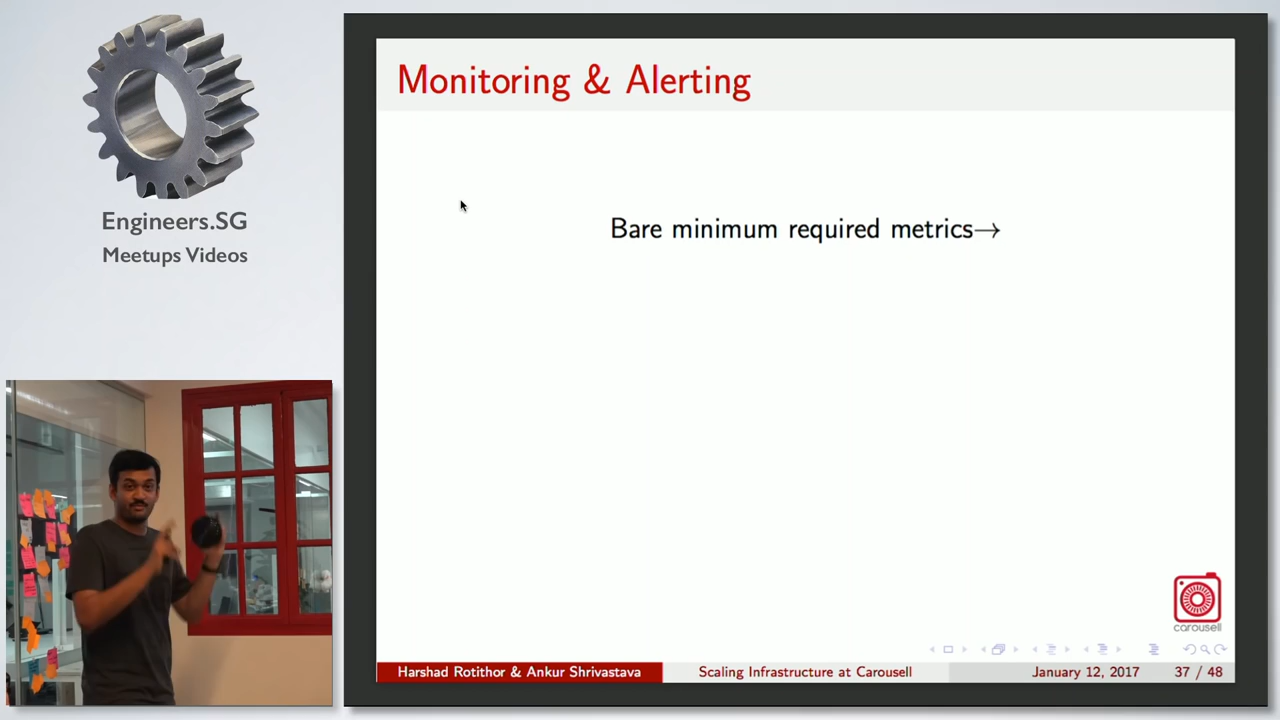 Engineers.SG
Meetups Videos
Monitoring & Alerting
Bare minimum required metrics→
carousell
Harshad Rotithor & Ankur Shrivastava
Scaling Infrastructure at Carousell
January 12, 2017
37 / 48